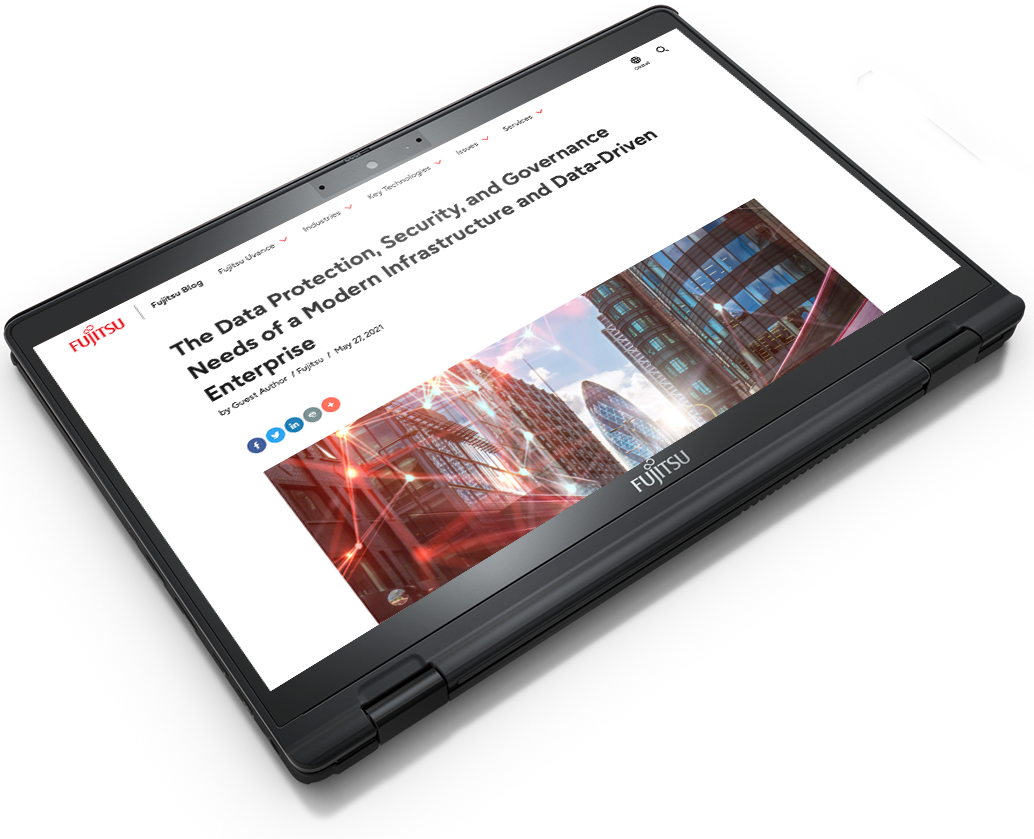 Global
FUJITSU
Fujitsu Blog
Fujitsu Uvance
Industries
Key Technologies
Issues
Services
The Data Protection, Security, and Governance
Needs of a Modern Infrastructure and Data-Driven
Enterprise
by Guest Author / Fujitsu / May 27, 2021
FUJITSU